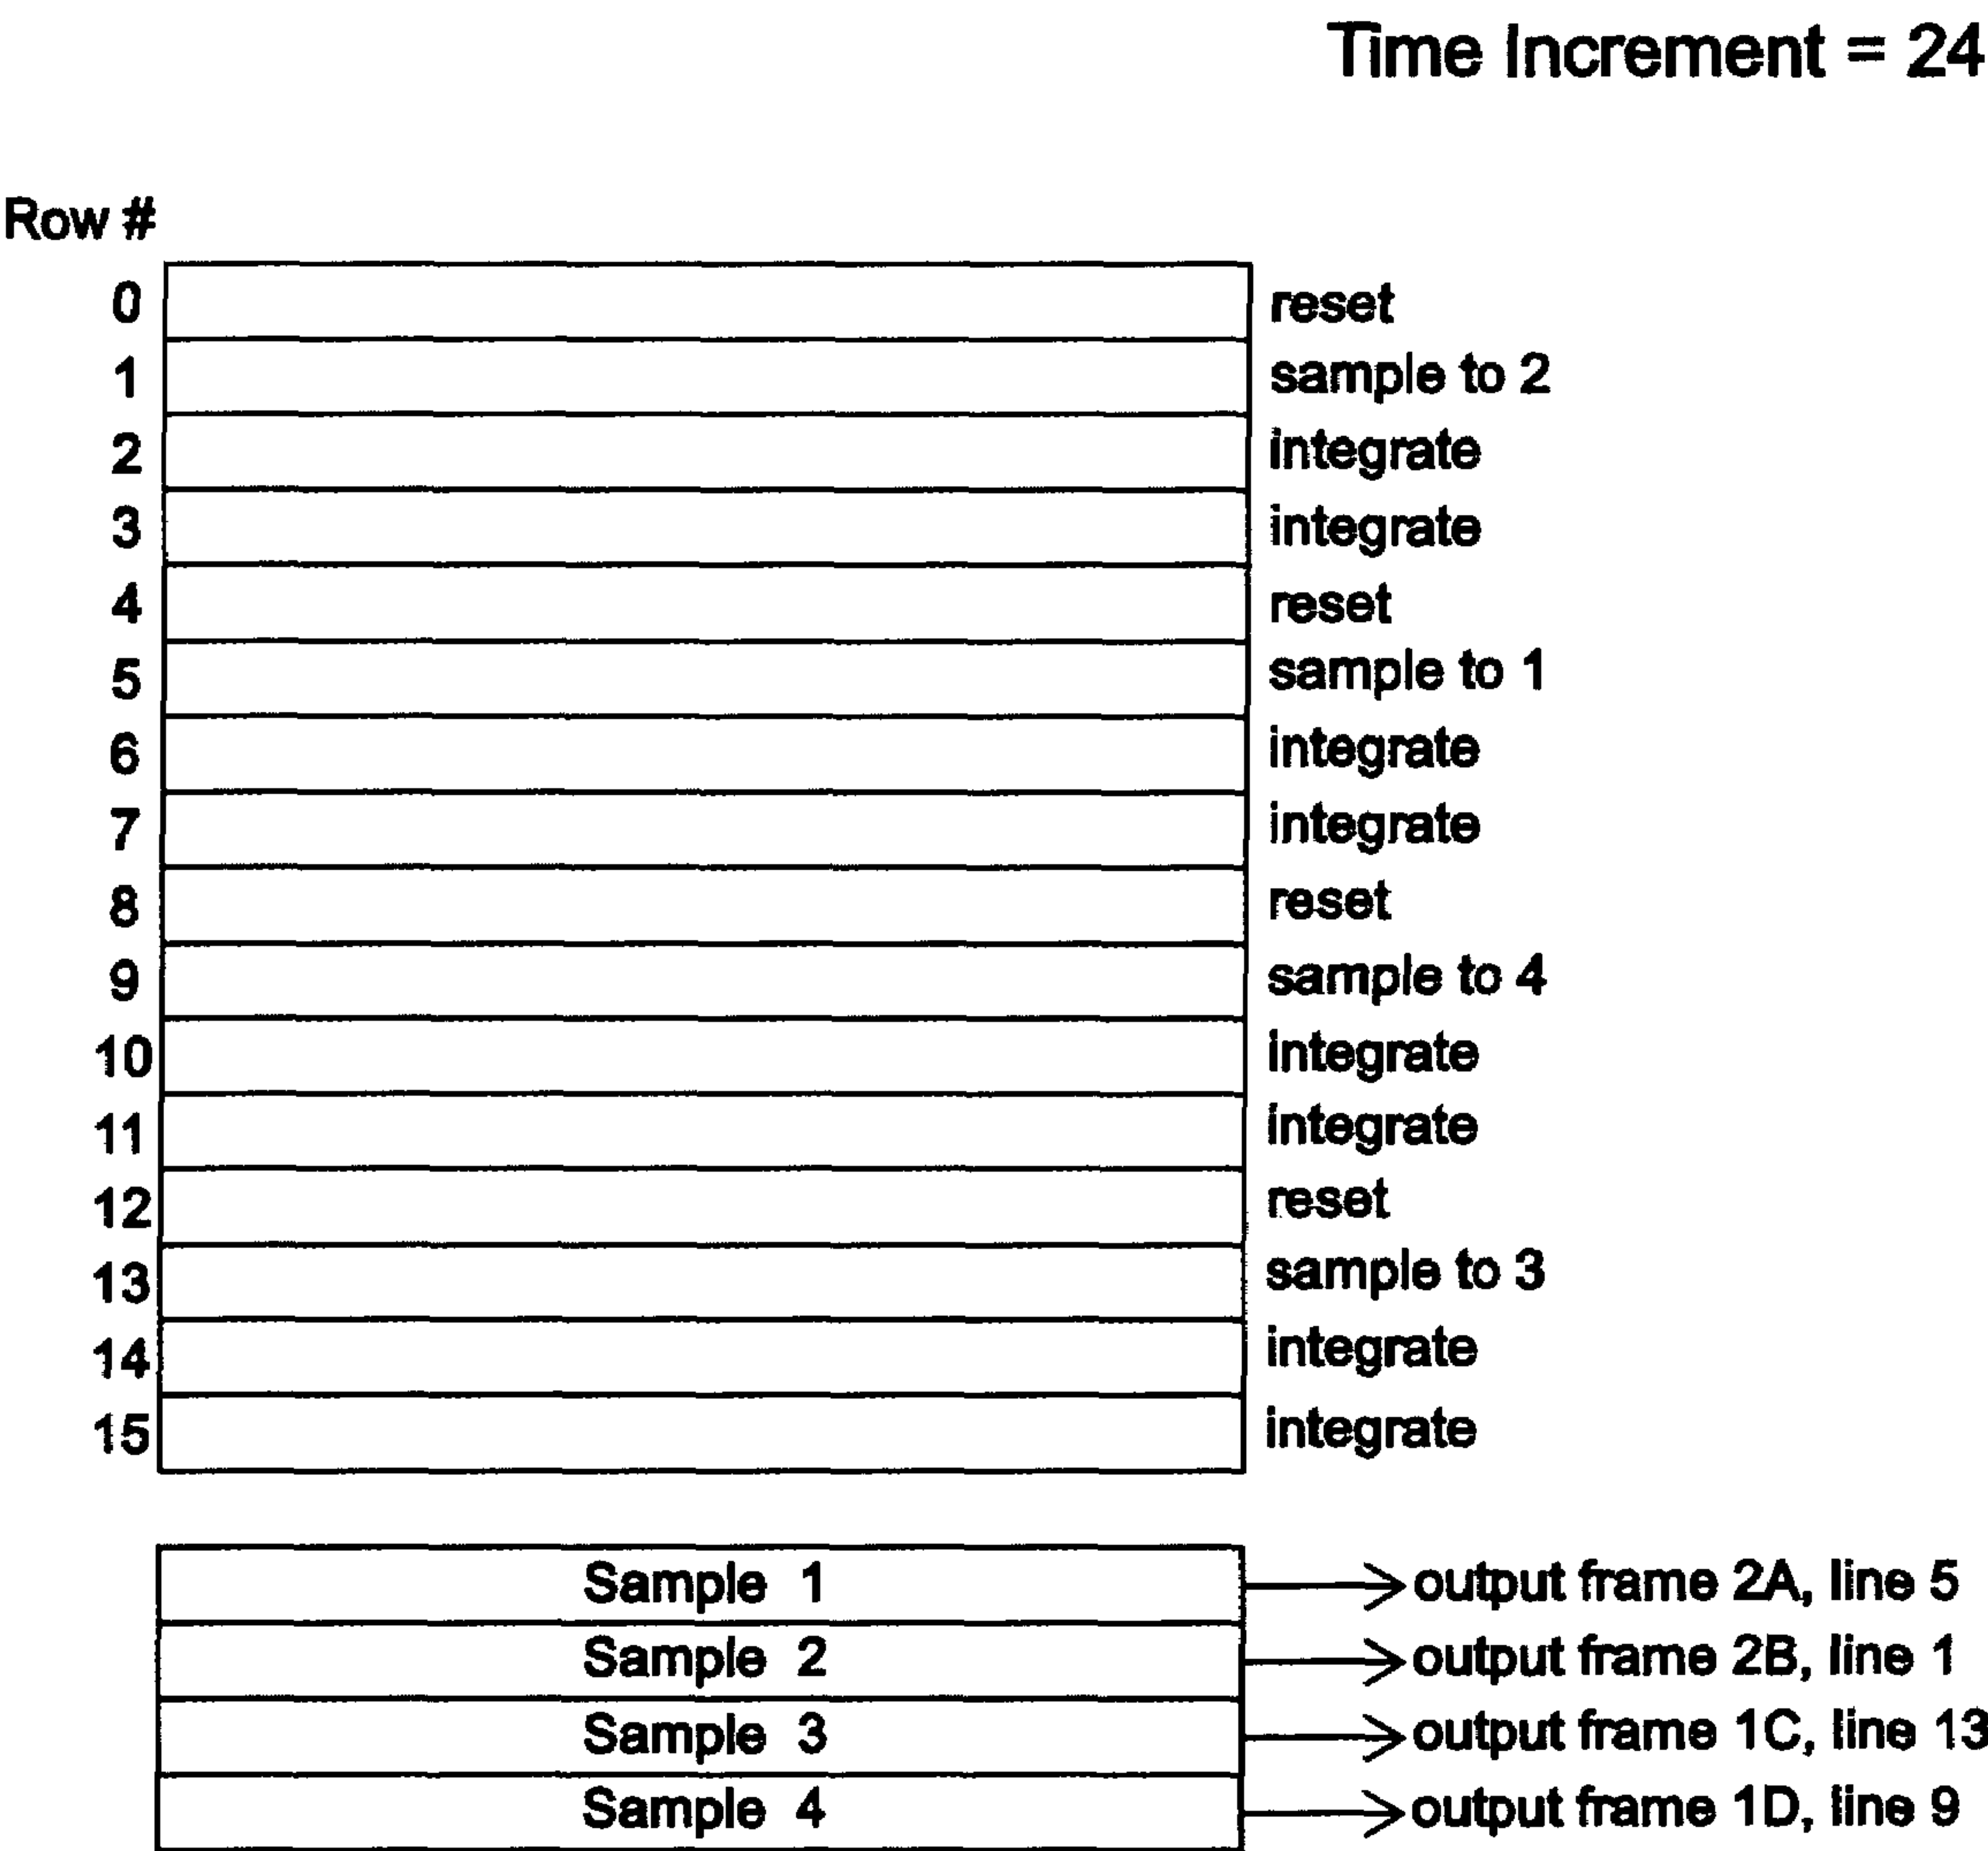 Time Increment = 24
Row #
0 reset
1 sample to 2
2 integrate
3 integrate
4 reset
5 sample to 1
6 integrate
7 integrate
8 reset
9 sample to 4
10 integrate
11 integrate
12 reset
13 sample to 3
14 integrate
15 integrate
Sample 1 output frame 2A, line 5
Sample 2 output frame 2B, line 1
Sample 3 output frame 1C, line 13
Sample 4 output frame 1D, line 9